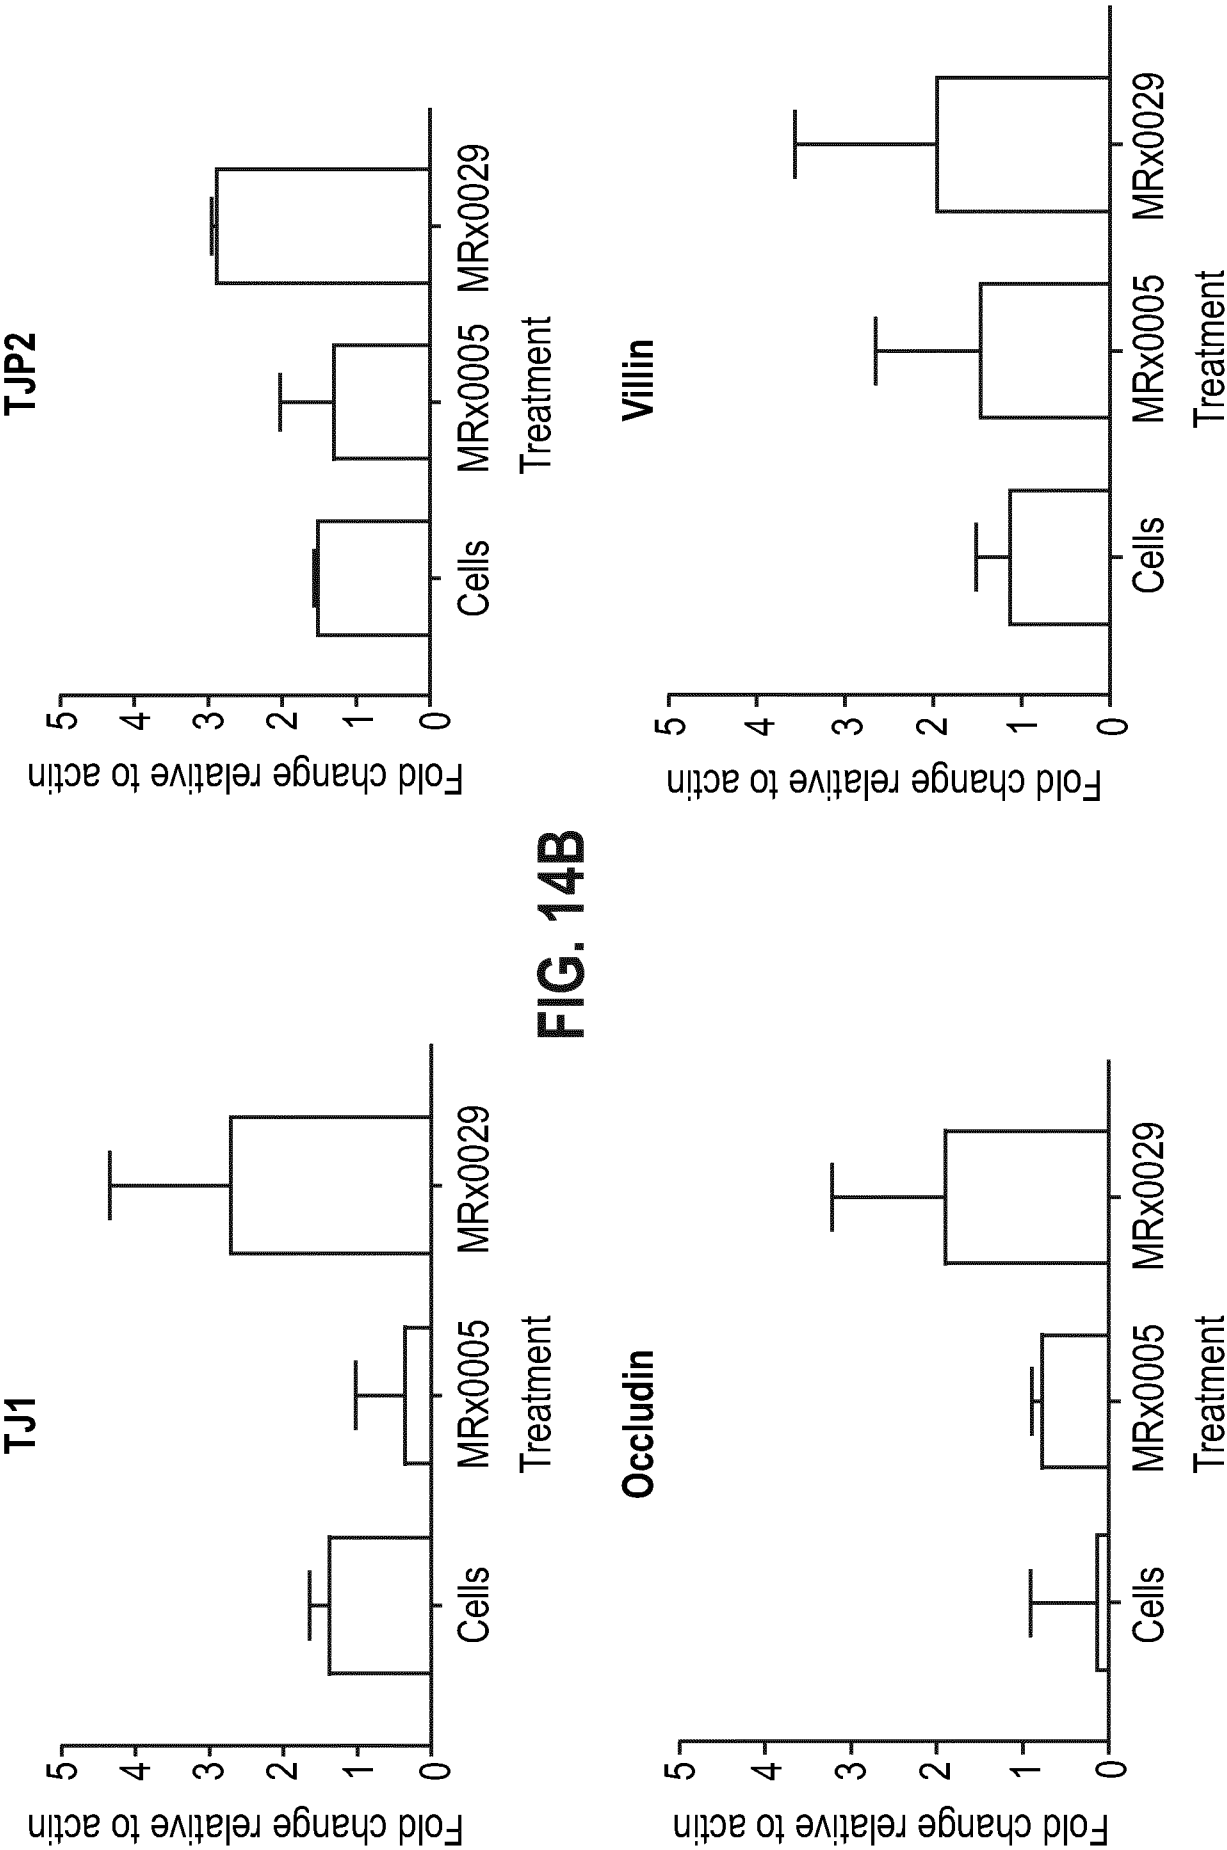 TJ1
Fold change relative to actin
5
4
3
2
1
0
Cells
MRx0005
MRx0029
Treatment
TJP2
Fold change relative to actin
5
4
3
2
1
0
Cells
MRx0005
MRx0029
Treatment
FIG. 14B
Occludin
Fold change relative to actin
5
4
3
2
1
0
Cells
MRx0005
MRx0029
Treatment
Villin
Fold change relative to actin
5
4
3
2
1
0
Cells
MRx0005
MRx0029
Treatment